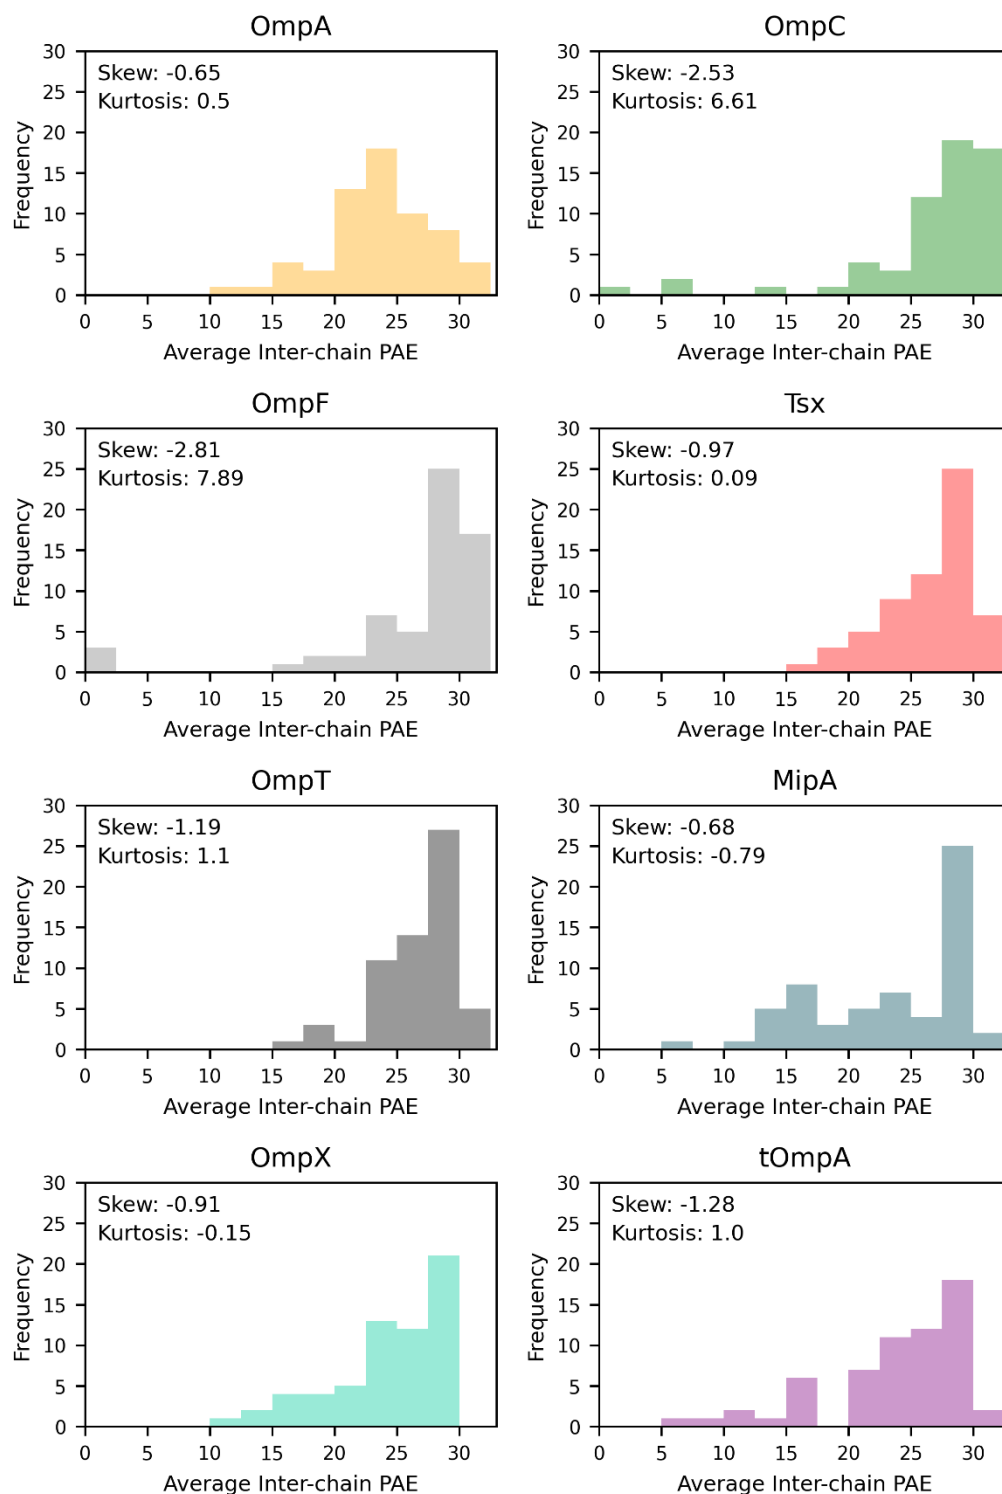 OmpA
Skew: -0.65
Kurtosis: 0.5
30
25
20
15
10
5
0
Frequency
0 5 10 15 20 25 30
Average Inter-chain PAE
OmpC
Skew: -2.53
Kurtosis: 6.61
30
25
20
15
10
5
0
Frequency
0 5 10 15 20 25 30
Average Inter-chain PAE
OmpF
Skew: -2.81
Kurtosis: 7.89
30
25
20
15
10
5
0
Frequency
0 5 10 15 20 25 30
Average Inter-chain PAE
Tsx
Skew: -0.97
Kurtosis: 0.09
30
25
20
15
10
5
0
Frequency
0 5 10 15 20 25 30
Average Inter-chain PAE
OmpT
Skew: -1.19
Kurtosis: 1.1
30
25
20
15
10
5
0
Frequency
0 5 10 15 20 25 30
Average Inter-chain PAE
MipA
Skew: -0.68
Kurtosis: -0.79
30
25
20
15
10
5
0
Frequency
0 5 10 15 20 25 30
Average Inter-chain PAE
OmpX
Skew: -0.91
Kurtosis: -0.15
30
25
20
15
10
5
0
Frequency
0 5 10 15 20 25 30
Average Inter-chain PAE
tOmpA
Skew: -1.28
Kurtosis: 1.0
30
25
20
15
10
5
0
Frequency
0 5 10 15 20 25 30
Average Inter-chain PAE